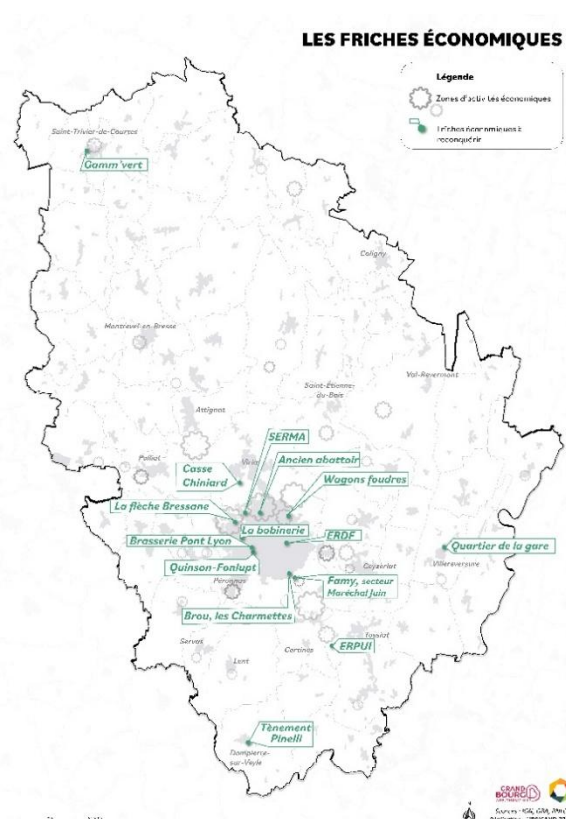 LES FRICHES ÉCONOMIQUES
Légende
Zones d'activités économiques
Friches économiques à
reconquérir
Saint-Trivier-de-Courtes
Gamm'vert
Coligny
Montrevel-en-Bresse
Val-Revermont
Saint-Étienne-
du-Bois
Attignat
SERMA
Polliat
Viriat
Ancien abattoir
Casse
Chiniard
Wagons foudres
La flèche Bressane
La bobinerie
ERDF
Brasserie Pont Lyon
Quartier de la gare
Quinson-Fonlupt
Ceyzériat
Villereversure
Péronnas
Famy, secteur
Maréchal Juin
Brou, les Charmettes
Servas
Tossiat
Certines
ERPUI
Lent
Tènement
Pinelli
Dompierre-
sur-Veyle
GRAND
BOURG